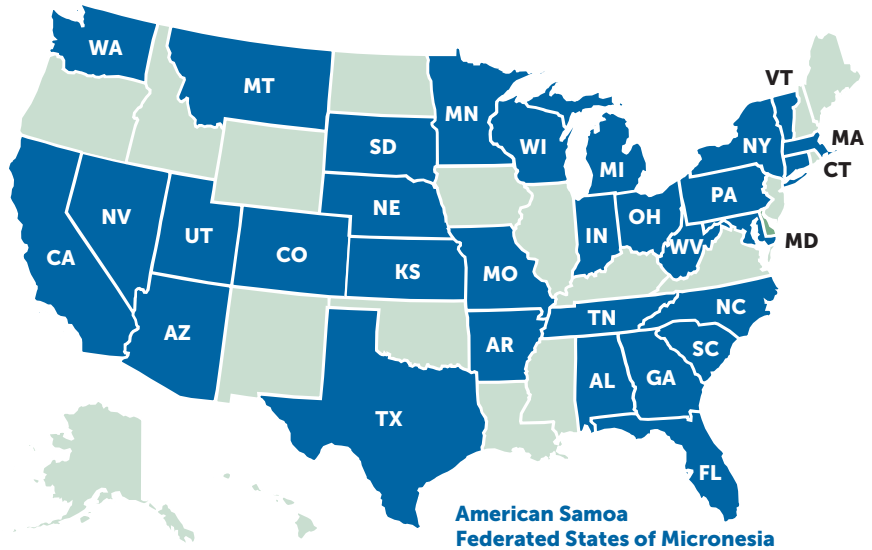 WA
MT
VT
MN
MA
NY
SD
WI
MI
CT
PA
NE
NV
OH
IN
UT
MD
WV
CO
CA
KS
MO
NC
TN
AZ
AR
SC
GA
AL
TX
FL
American Samoa
Federated States of Micronesia